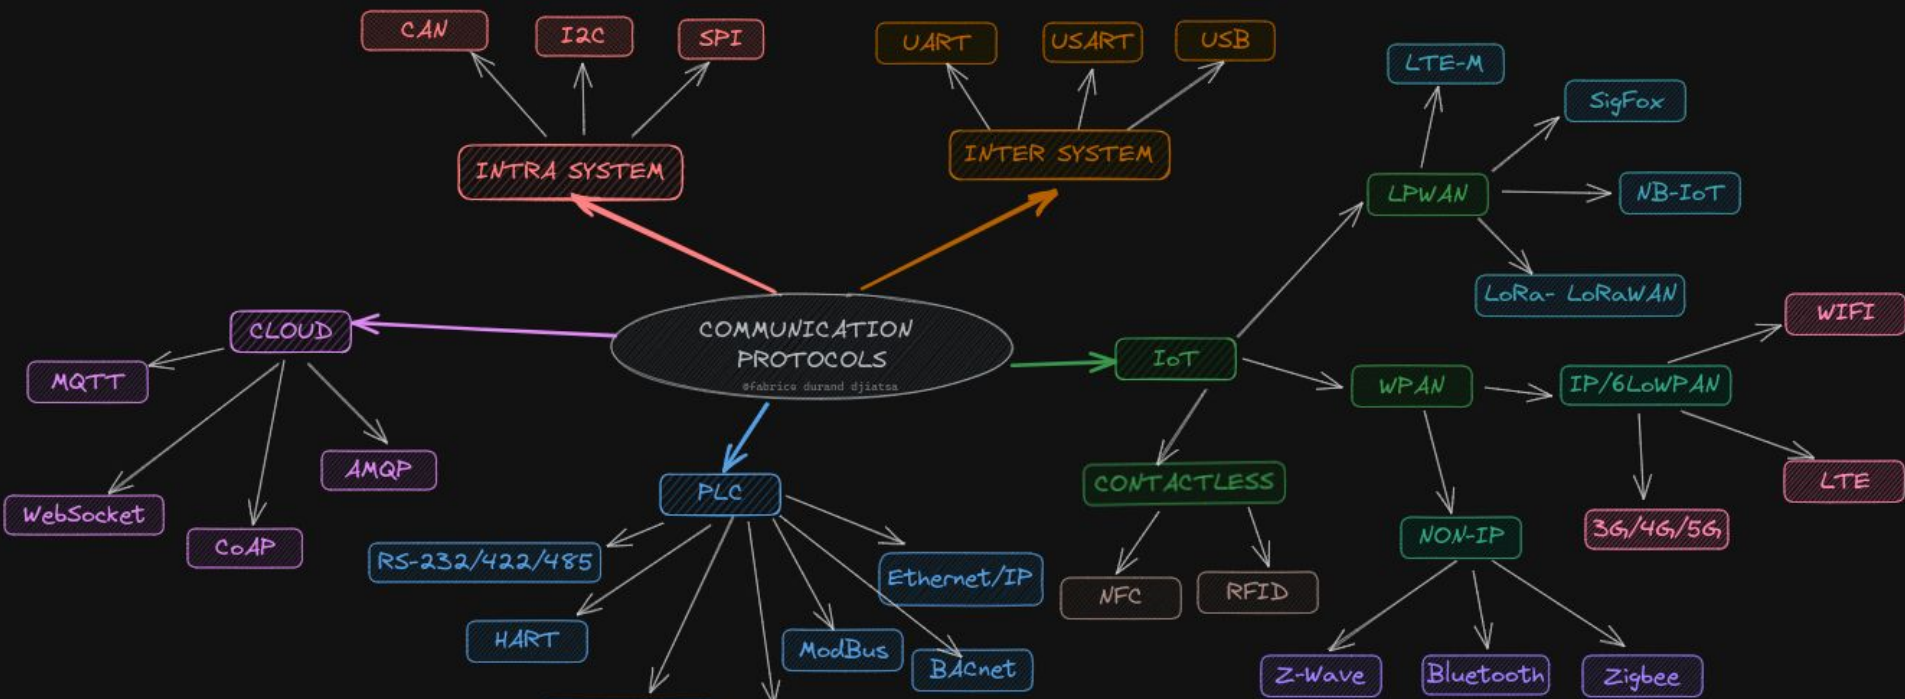 CAN
I2C
SPI
UART
USART
USB
LTE-M
SigFox
INTRA SYSTEM
INTER SYSTEM
LPWAN
NB-IoT
LoRa- LoRaWAN
WIFI
CLOUD
COMMUNICATION
PROTOCOLS
@fabrice durand djiatsa
IoT
MQTT
WPAN
IP/6LoWPAN
AMQP
PLC
CONTACTLESS
LTE
WebSocket
CoAP
3G/4G/5G
NON-IP
RS-232/422/485
Ethernet/IP
NFC
RFID
HART
ModBus
BACnet
Z-Wave
Bluetooth
Zigbee